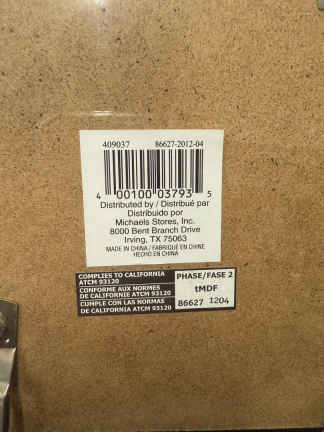 409037 86627-2012-04
4 00100 03793 5
Distributed by / Distribué par
Distribuido por
Michaels Stores, Inc.
8000 Bent Branch Drive
Irving, TX 75063
MADE IN CHINA / FABRIQUÉ EN CHINE
HECHO EN CHINA
COMPLIES TO CALIFORNIA
ATCM 93120
CONFORME AUX NORMES
DE CALIFORNIE ATCM 93120
CUMPLE CON LAS NORMAS
DE CALIFORNIA ATCM 93120
PHASE/FASE 2
tMDF
86627 1204